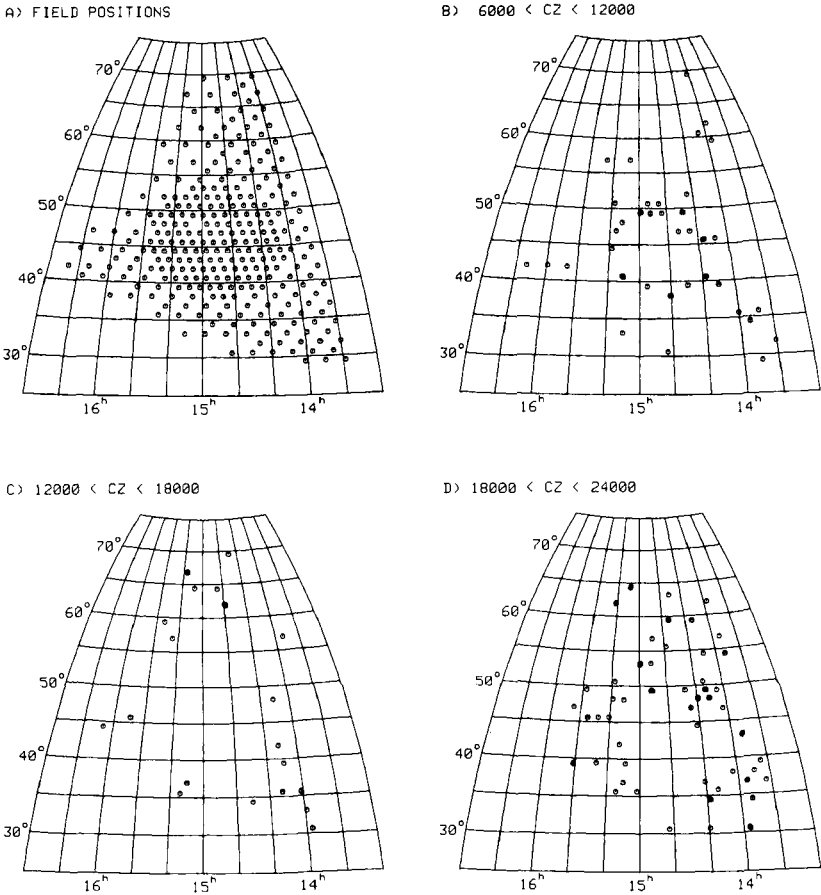 A) FIELD POSITIONS
70°
60°
50°
40°
30°
16h
15h
14h
B) 6000 < CZ < 12000
70°
60°
50°
40°
30°
16h
15h
14h
C) 12000 < CZ < 18000
70°
60°
50°
40°
30°
16h
15h
14h
D) 18000 < CZ < 24000
70°
60°
50°
40°
30°
16h
15h
14h